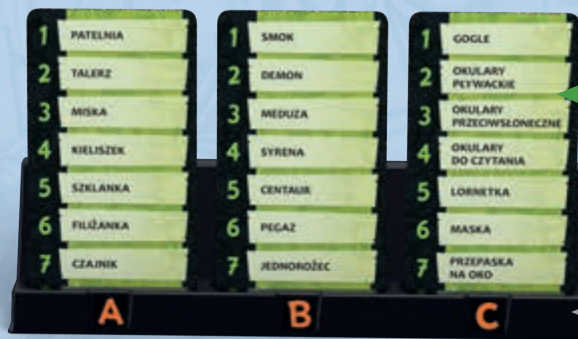 1 PATELNIA
2 TALERZ
3 MISKA
4 KIELISZEK
5 SZKLANKA
6 FILIŻANKA
7 CZAJNIK
A
1 SMOK
2 DEMON
3 MEDUZA
4 SYRENA
5 CENTAUR
6 PEGAZ
7 JEDNOROŻEC
B
1 GOGLE
2 OKULARY
PŁYWACKIE
3 OKULARY
PRZECIWSŁONECZNE
4 OKULARY
DO CZYTANIA
5 LORNETKA
6 MASKA
7 PRZEPASKA
NA OKO
C